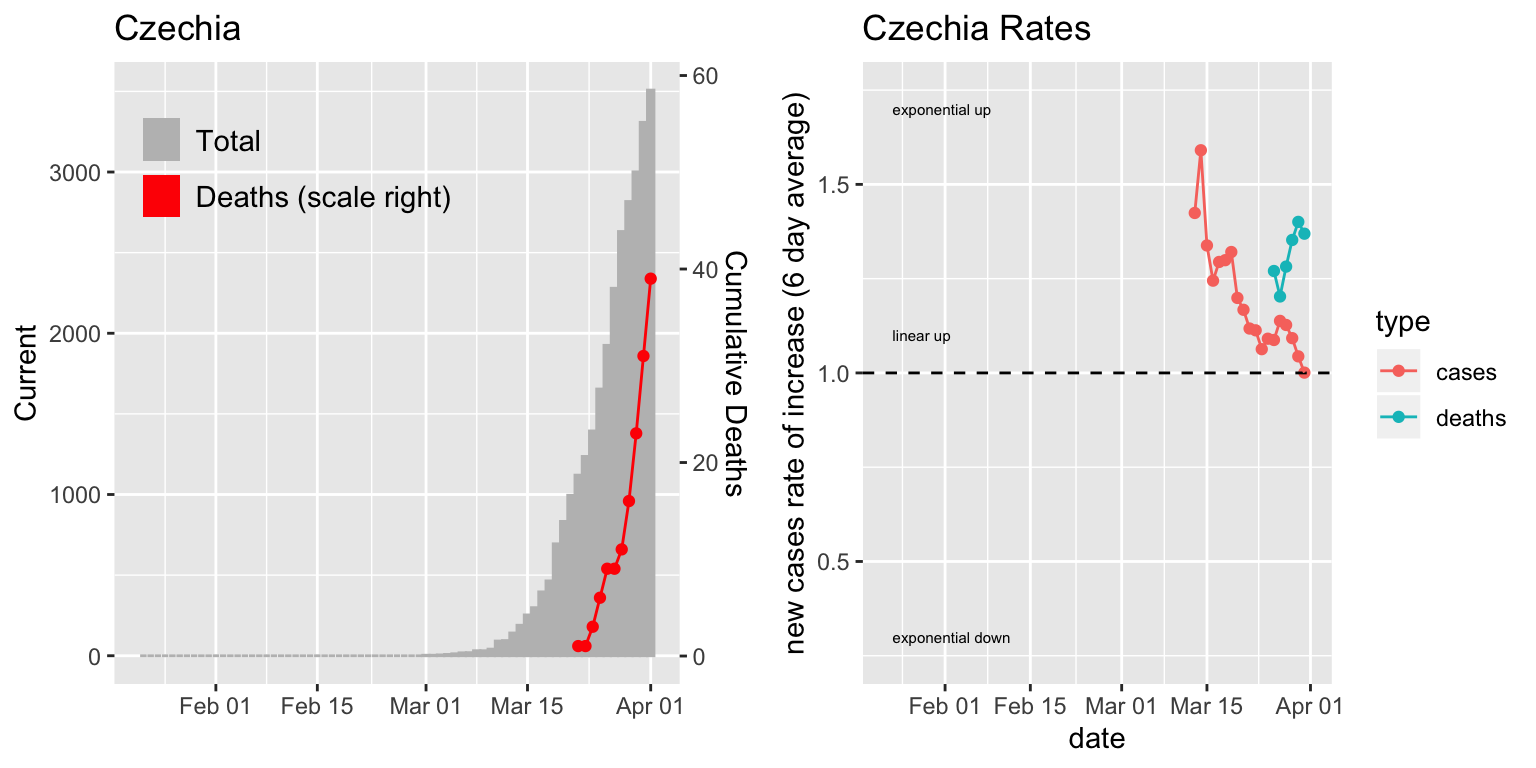 Czechia
Total
Deaths (scale right)
Current
3000
2000
1000
0
60
40
20
0
Cumulative Deaths
Feb 01
Feb 15
Mar 01
Mar 15
Apr 01
Czechia Rates
new cases rate of increase (6 day average)
1.5
1.0
0.5
exponential up
linear up
exponential down
Feb 01
Feb 15
Mar 01
Mar 15
Apr 01
date
type
cases
deaths